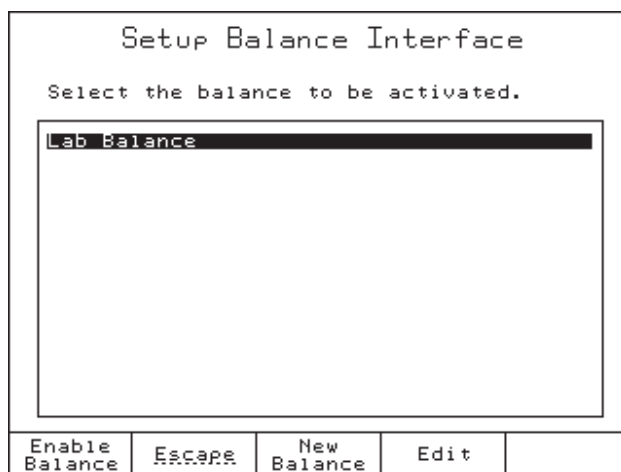 Setup Balance Interface
Select the balance to be activated.
Lab Balance
Enable
Balance
Escape
New
Balance
Edit